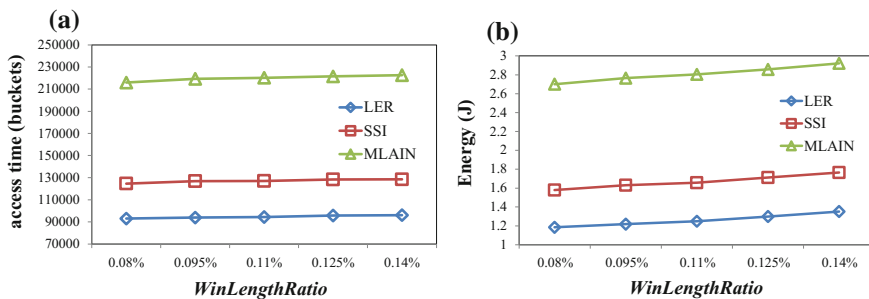 (a)
250000
230000
210000
190000
170000
150000
130000
110000
90000
70000
access time (buckets)
LER
SSI
MLAIN
0.08% 0.095% 0.11% 0.125% 0.14%
WinLengthRatio
(b)
3
2.8
2.6
2.4
2.2
2
1.8
1.6
1.4
1.2
1
Energy (J)
LER
SSI
MLAIN
0.08% 0.095% 0.11% 0.125% 0.14%
WinLengthRatio